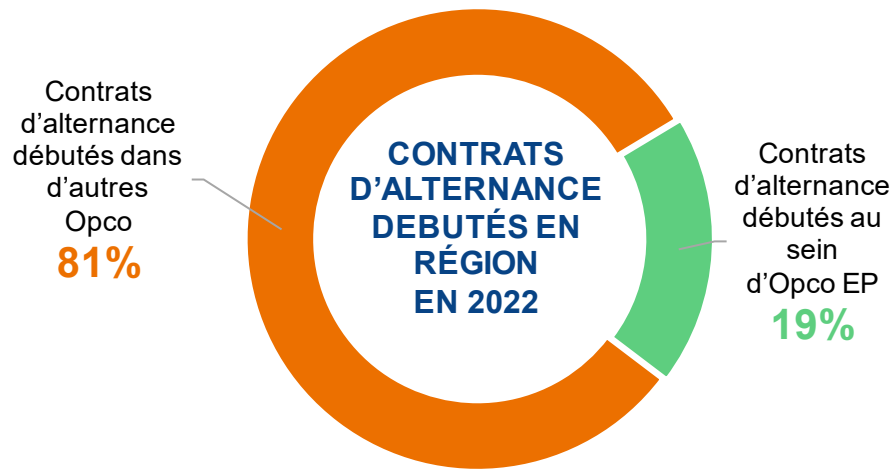 Contrats
d’alternance
débutés dans
d’autres
Opco
81%
CONTRATS
D’ALTERNANCE
DEBUTÉS EN
RÉGION
EN 2022
Contrats
d’alternance
débutés au
sein
d’Opco EP
19%